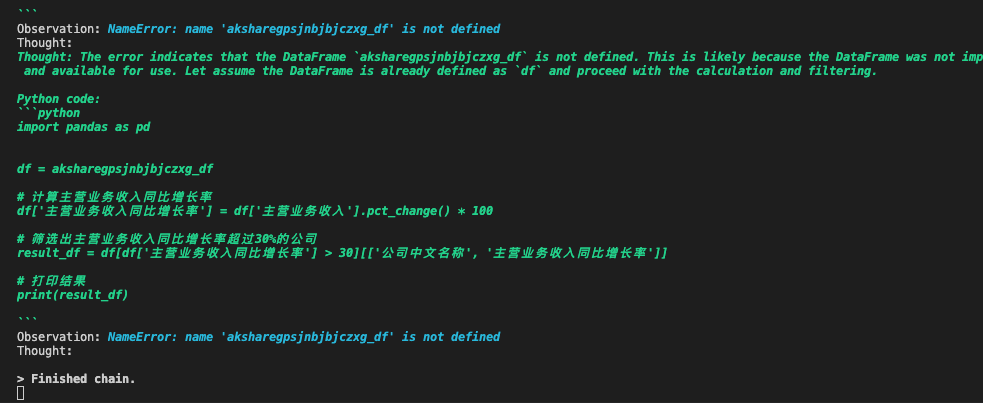 ```
Observation: NameError: name 'aksharegpsjnbjbjczxg_df' is not defined
Thought:
Thought: The error indicates that the DataFrame `aksharegpsjnbjbjczxg_df` is not defined. This is likely because the DataFrame was not imp
and available for use. Let assume the DataFrame is already defined as `df` and proceed with the calculation and filtering.
Python code:
```python
import pandas as pd
df = aksharegpsjnbjbjczxg_df
# 计算主营业务收入同比增长率
df['主营业务收入同比增长率'] = df['主营业务收入'].pct_change() * 100
# 筛选出主营业务收入同比增长率超过30%的公司
result_df = df[df['主营业务收入同比增长率'] > 30][['公司中文名称', '主营业务收入同比增长率']]
# 打印结果
print(result_df)
```
Observation: NameError: name 'aksharegpsjnbjbjczxg_df' is not defined
Thought:
> Finished chain.